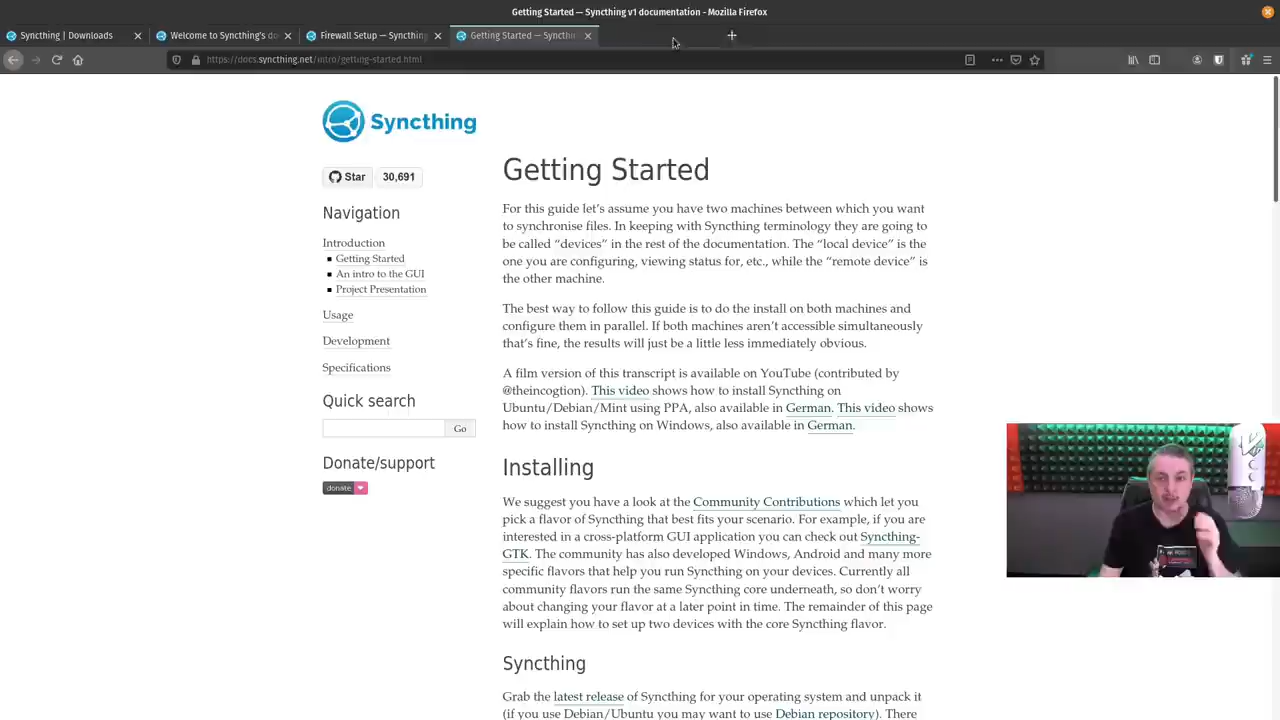 Getting Started — Syncthing v1 documentation - Mozilla Firefox
Syncthing | Downloads
Welcome to Syncthing's do
Firewall Setup — Syncthing
Getting Started — Syncthin
https://docs.syncthing.net/intro/getting-started.html
Syncthing
Star 30,691
Navigation
Introduction
Getting Started
An intro to the GUI
Project Presentation
Usage
Development
Specifications
Quick search
Go
Donate/support
donate
Getting Started
For this guide let's assume you have two machines between which you want
to synchronise files. In keeping with Syncthing terminology they are going to
be called “devices” in the rest of the documentation. The “local device” is the
one you are configuring, viewing status for, etc., while the “remote device” is
the other machine.
The best way to follow this guide is to do the install on both machines and
configure them in parallel. If both machines aren't accessible simultaneously
that's fine, the results will just be a little less immediately obvious.
A film version of this transcript is available on YouTube (contributed by
@theincogtion). This video shows how to install Syncthing on
Ubuntu/Debian/Mint using PPA, also available in German. This video shows
how to install Syncthing on Windows, also available in German.
Installing
We suggest you have a look at the Community Contributions which let you
pick a flavor of Syncthing that best fits your scenario. For example, if you are
interested in a cross-platform GUI application you can check out Syncthing-
GTK. The community has also developed Windows, Android and many more
specific flavors that help you run Syncthing on your devices. Currently all
community flavors run the same Syncthing core underneath, so don't worry
about changing your flavor at a later point in time. The remainder of this page
will explain how to set up two devices with the core Syncthing flavor.
Syncthing
Grab the latest release of Syncthing for your operating system and unpack it
(if you use Debian/Ubuntu you may want to use Debian repository). There